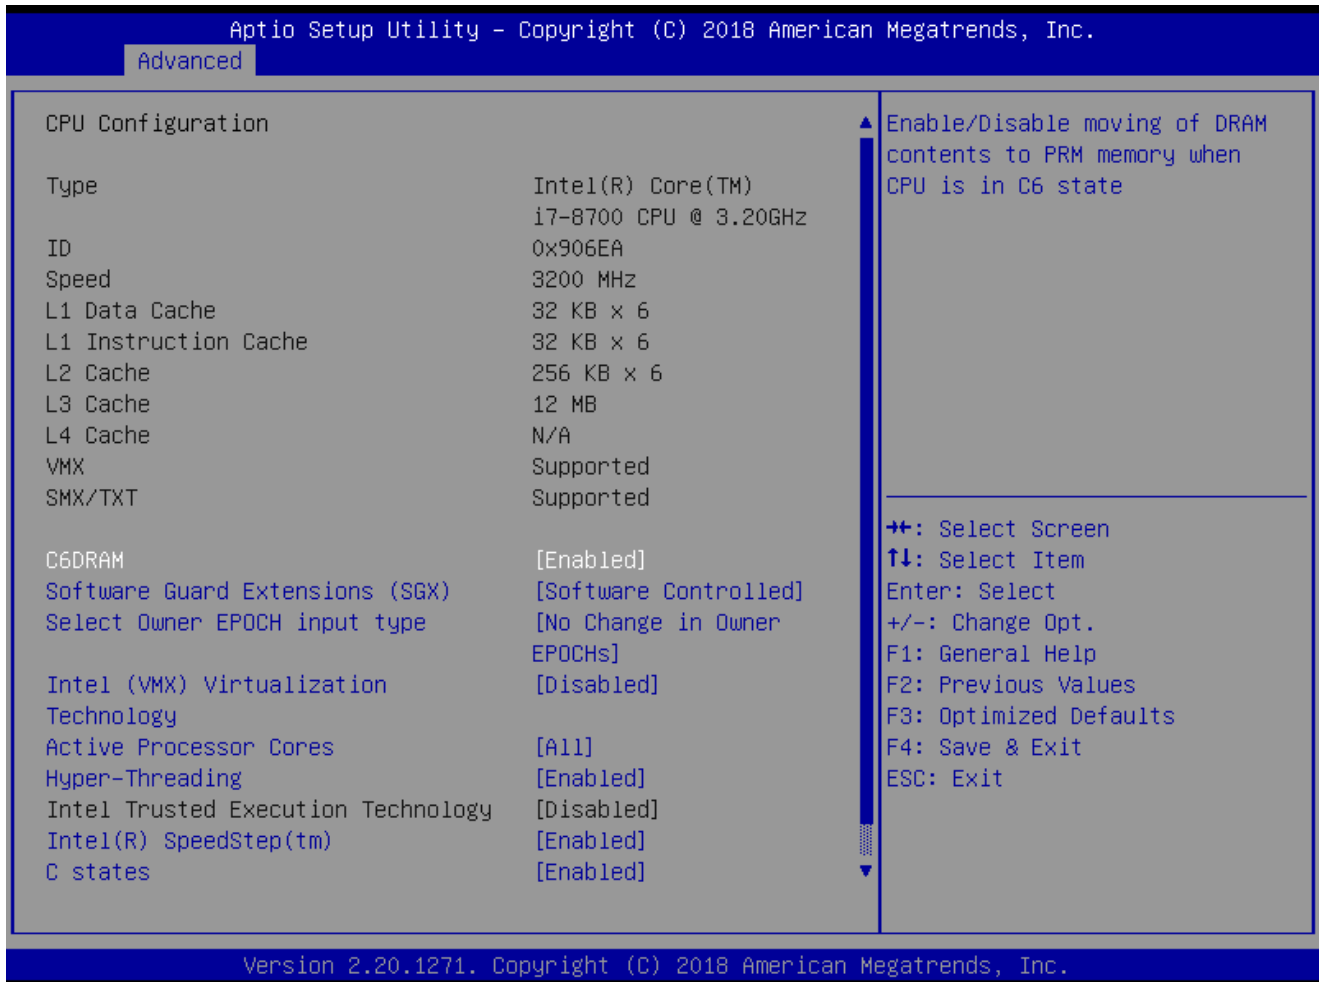 Aptio Setup Utility – Copyright (C) 2018 American Megatrends, Inc.
Advanced
CPU Configuration
Type Intel(R) Core(TM)
i7-8700 CPU @ 3.20GHz
ID 0x906EA
Speed 3200 MHz
L1 Data Cache 32 KB x 6
L1 Instruction Cache 32 KB x 6
L2 Cache 256 KB x 6
L3 Cache 12 MB
L4 Cache N/A
VMX Supported
SMX/TXT Supported
C6DRAM [Enabled]
Software Guard Extensions (SGX) [Software Controlled]
Select Owner EPOCH input type [No Change in Owner
EPOCHs]
Intel (VMX) Virtualization [Disabled]
Technology
Active Processor Cores [All]
Hyper-Threading [Enabled]
Intel Trusted Execution Technology [Disabled]
Intel(R) SpeedStep(tm) [Enabled]
C states [Enabled]
Enable/Disable moving of DRAM
contents to PRM memory when
CPU is in C6 state
→←: Select Screen
↑↓: Select Item
Enter: Select
+/-: Change Opt.
F1: General Help
F2: Previous Values
F3: Optimized Defaults
F4: Save & Exit
ESC: Exit
Version 2.20.1271. Copyright (C) 2018 American Megatrends, Inc.